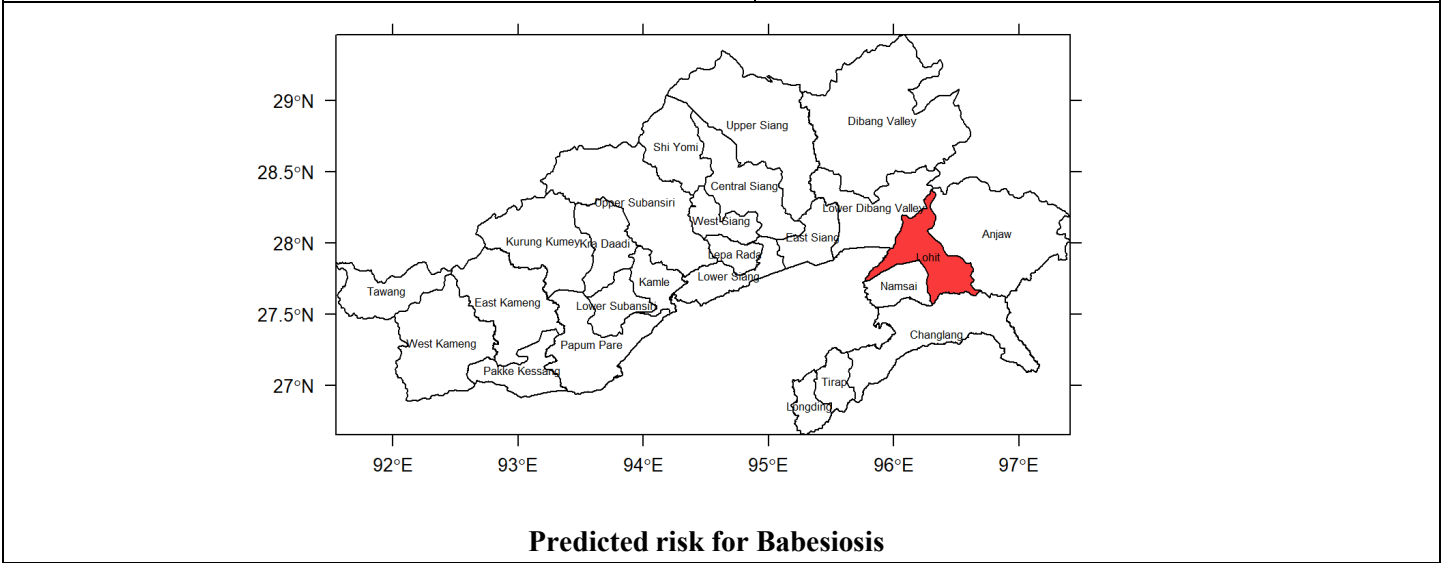 29°N
28.5°N
28°N
27.5°N
27°N
Dibang Valley
Upper Siang
Shi Yomi
Central Siang
Upper Subansiri
Lower Dibang Valley
West Siang
Anjaw
East Siang
Kurung Kumey
Kra Daadi
Lepa Rada
Lohit
Lower Siang
Kamle
Namsai
Tawang
East Kameng
Lower Subansiri
Changlang
West Kameng
Papum Pare
Pakke Kessang
Tirap
Longding
92°E 93°E 94°E 95°E 96°E 97°E
Predicted risk for Babesiosis